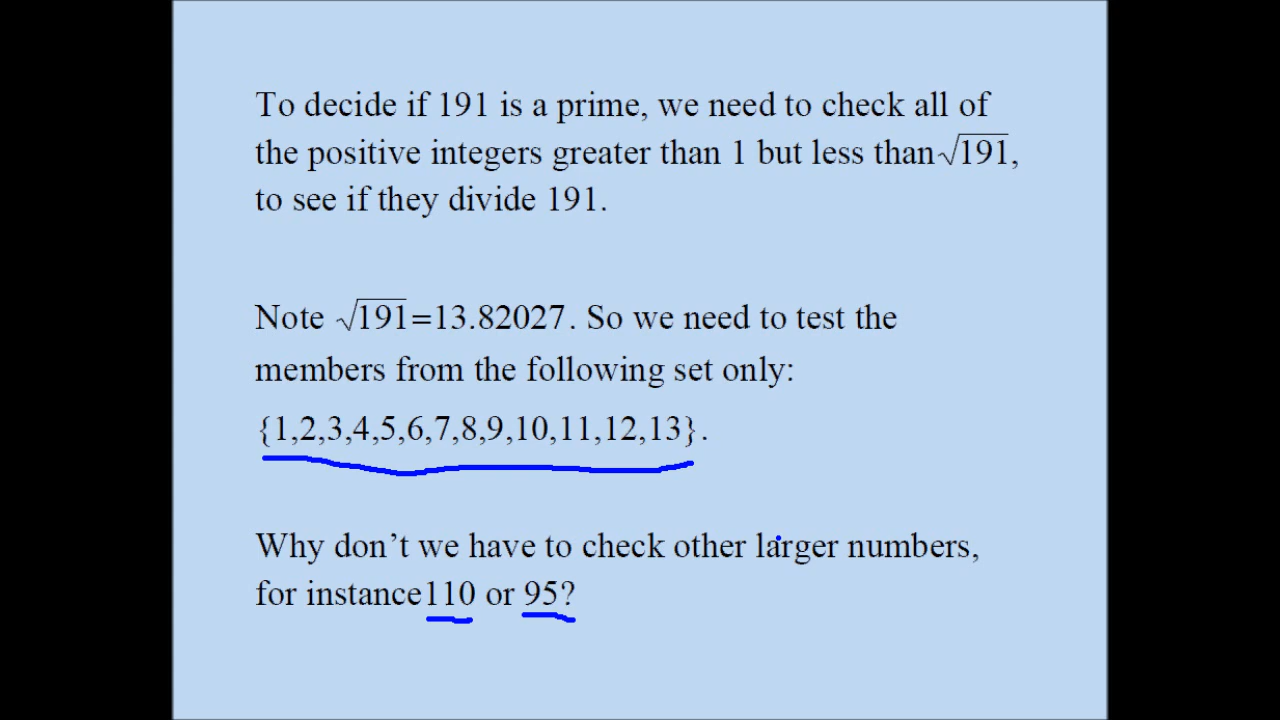 To decide if 191 is a prime, we need to check all of
the positive integers greater than 1 but less than √191,
to see if they divide 191.
Note √191=13.82027. So we need to test the
members from the following set only:
{1,2,3,4,5,6,7,8,9,10,11,12,13}.
Why don’t we have to check other larger numbers,
for instance110 or 95?